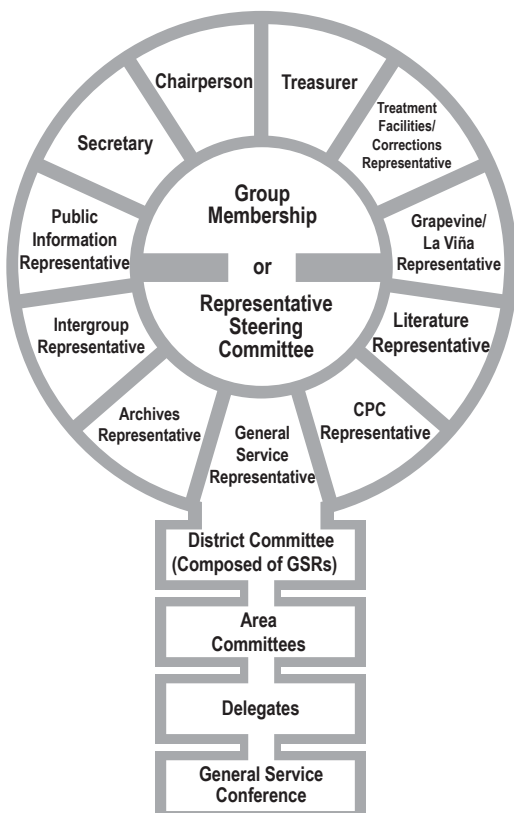 Chairperson
Treasurer
Treatment
Facilities/
Corrections
Representative
Secretary
Group
Membership
Public
Information
Representative
Grapevine/
La Viña
Representative
or
Representative
Steering
Committee
Intergroup
Representative
Literature
Representative
Archives
Representative
General
Service
Representative
CPC
Representative
District Committee
(Composed of GSRs)
Area
Committees
Delegates
General Service
Conference